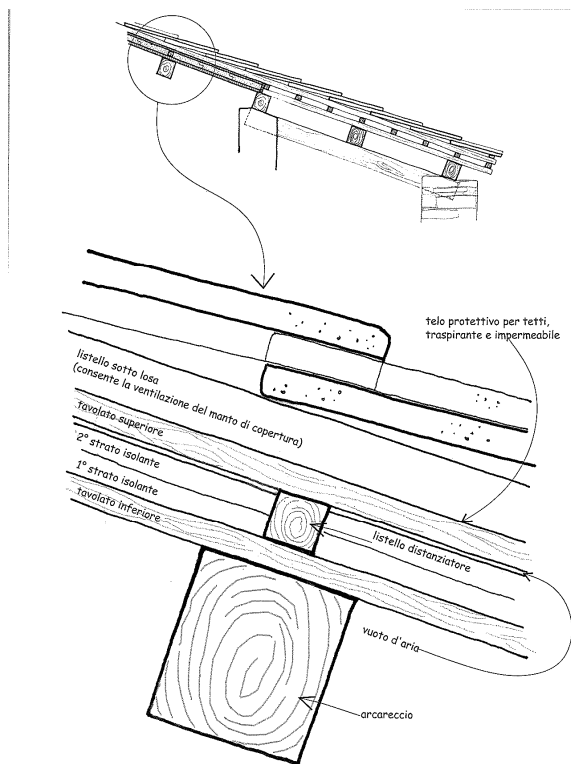 telo protettivo per tetti,
traspirante e impermeabile
listello sotto losa
(consente la ventilazione del manto di copertura)
tavolato superiore
2° strato isolante
1° strato isolante
tavolato inferiore
listello distanziatore
vuoto d'aria
arcareccio